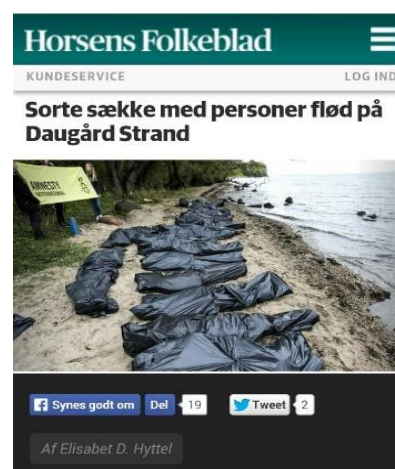 Horsens Folkeblad
KUNDESERVICE LOG IND
Sorte sække med personer flød på
Daugård Strand
AMNESTY
INTERNATIONAL
Synes godt om Del 19 Tweet 2
Af Elisabet D. Hyttel